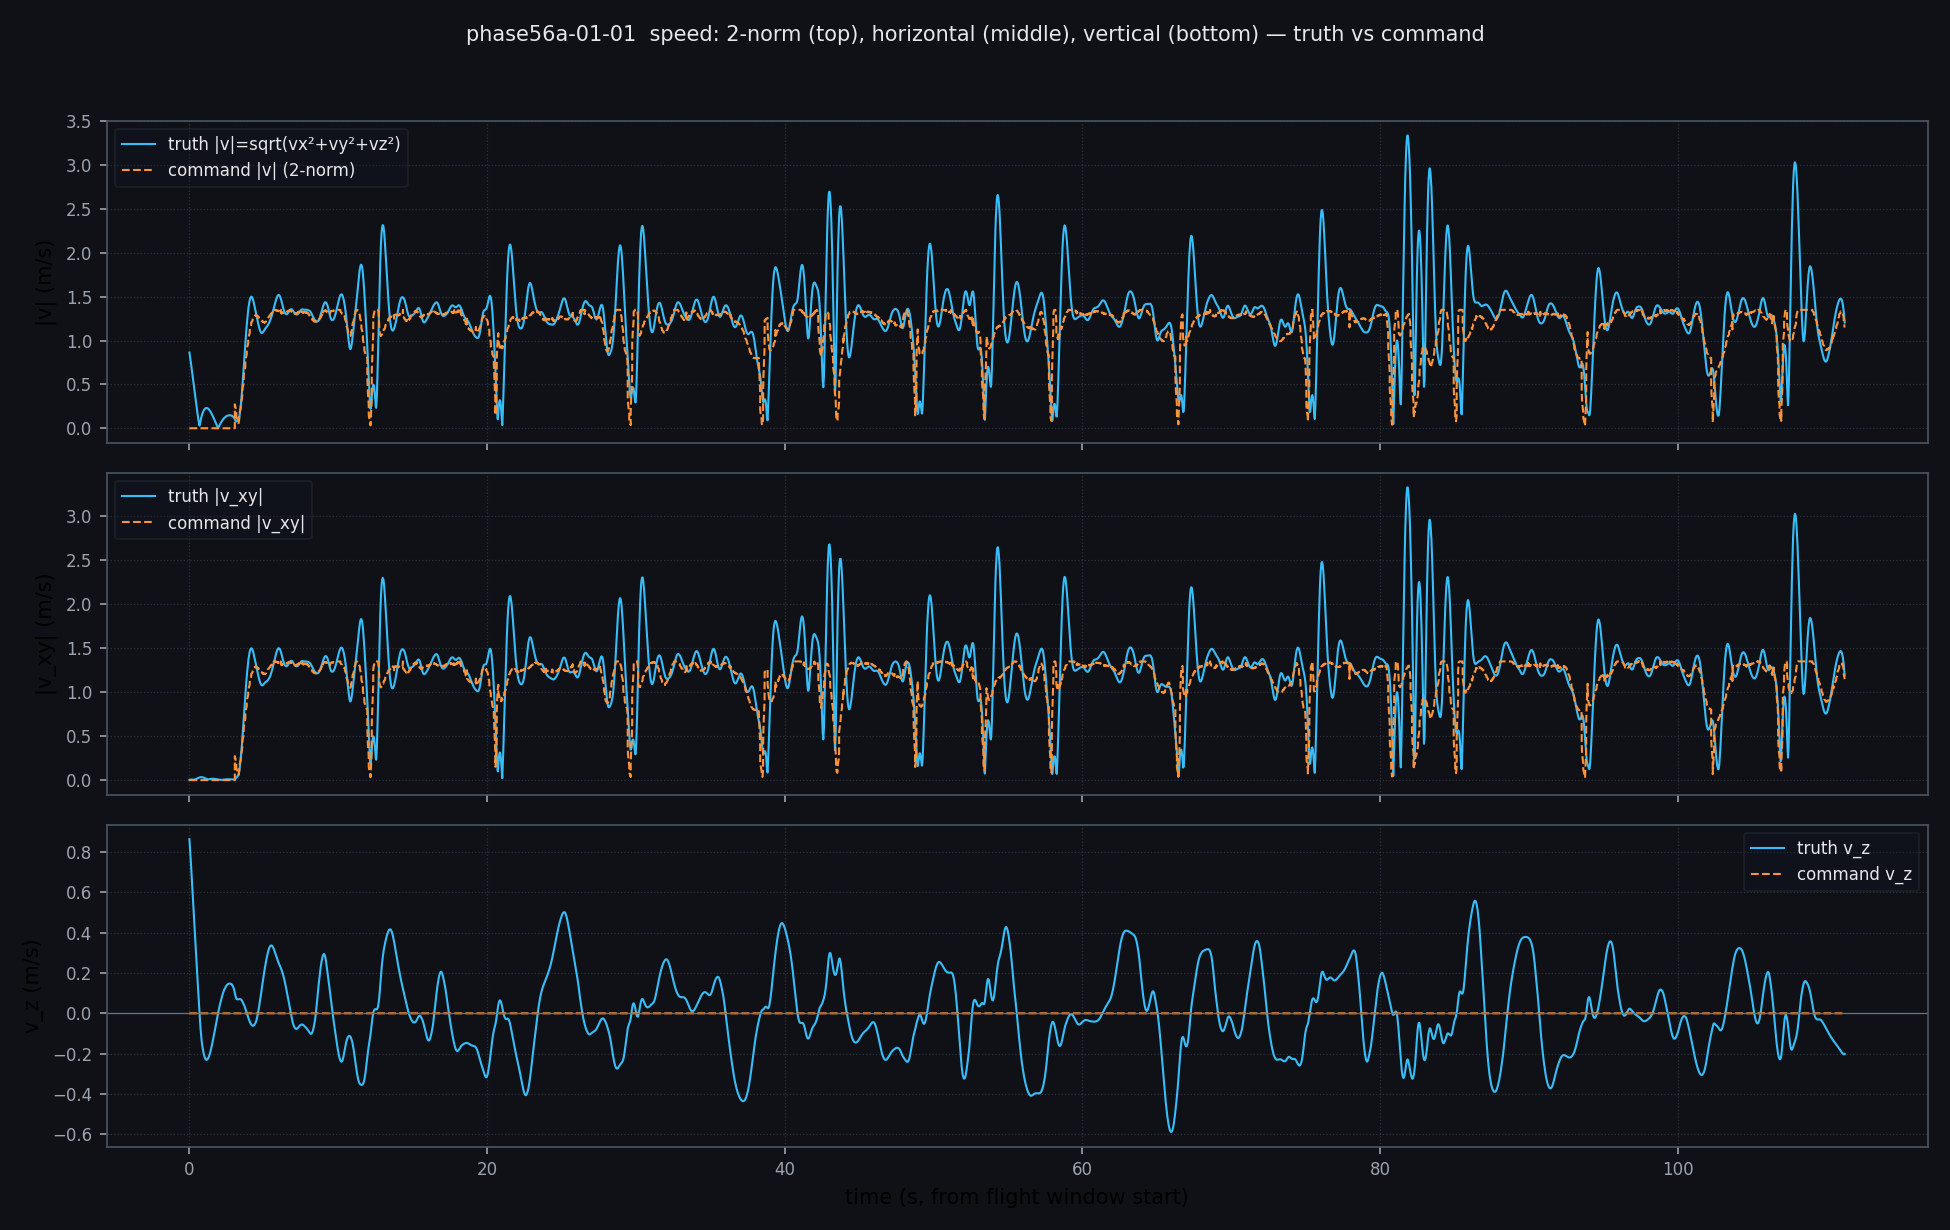 phase56a-01-01  speed: 2-norm (top), horizontal (middle), vertical (bottom) — truth vs command
|v| (m/s)
3.5
3.0
2.5
2.0
1.5
1.0
0.5
0.0
truth |v|=sqrt(vx²+vy²+vz²)
command |v| (2-norm)
|v_xy| (m/s)
3.0
2.5
2.0
1.5
1.0
0.5
0.0
truth |v_xy|
command |v_xy|
v_z (m/s)
0.8
0.6
0.4
0.2
0.0
−0.2
−0.4
−0.6
truth v_z
command v_z
0 20 40 60 80 100
time (s, from flight window start)